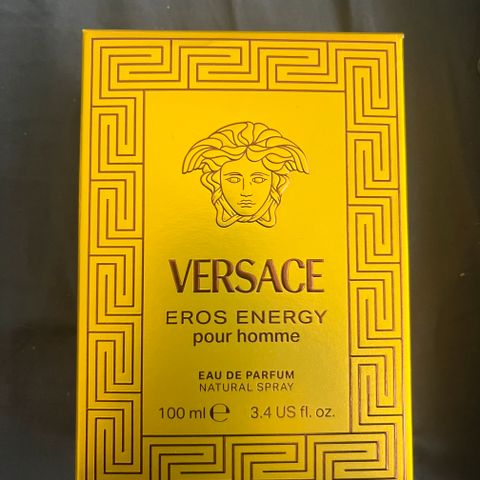 VERSACE
EROS ENERGY
pour homme
EAU DE PARFUM
NATURAL SPRAY
100 ml ℮ 3.4 US fl. oz.